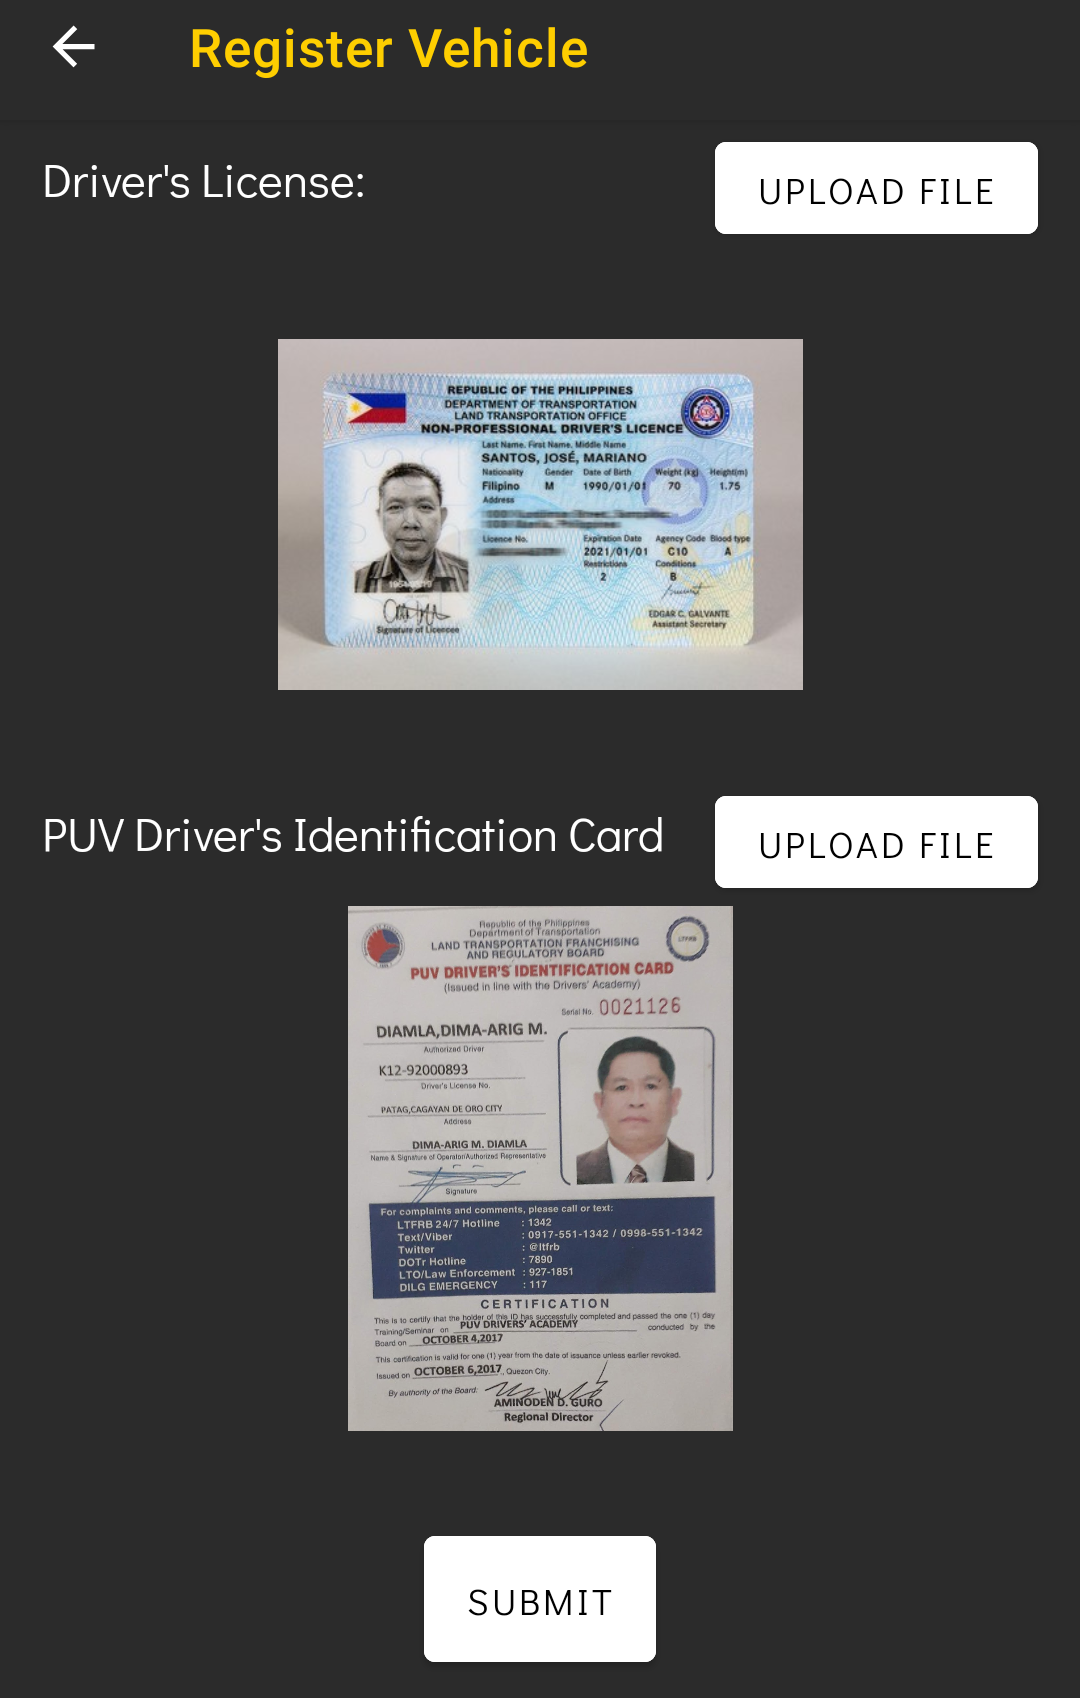 Register Vehicle
Driver's License:
UPLOAD FILE
REPUBLIC OF THE PHILIPPINES
DEPARTMENT OF TRANSPORTATION
LAND TRANSPORTATION OFFICE
NON-PROFESSIONAL DRIVER'S LICENCE
Last Name. First Name. Middle Name
SANTOS, JOSÉ, MARIANO
Nationality Gender Date of Birth Weight (kg) Height(m)
Filipino M 1990/01/01 70 1.75
Address
Licence No. Expiration Date Agency Code Blood type
2021/01/01 C10 A
Restrictions Conditions
2 B
EDGAR C. GALVANTE
Assistant Secretary
Signature of Licencee
PUV Driver's Identification Card
UPLOAD FILE
Republic of the Philippines
Department of Transportation
LAND TRANSPORTATION FRANCHISING
AND REGULATORY BOARD
LTFRB
PUV DRIVER'S IDENTIFICATION CARD
(Issued in line with the Drivers' Academy)
Serial No. 0021126
DIAMLA,DIMA-ARIG M.
Authorized Driver
K12-92000893
Driver's License No.
PATAG,CAGAYAN DE ORO CITY
Address
DIMA-ARIG M. DIAMLA
Name & Signature of Operator/Authorized Representative
Signature
For complaints and comments, please call or text:
LTFRB 24/7 Hotline : 1342
Text/Viber : 0917-551-1342 / 0998-551-1342
Twitter : @ltfrb
DOTr Hotline : 7890
LTO/Law Enforcement : 927-1851
DILG EMERGENCY : 117
CERTIFICATION
This is to certify that the holder of this ID has successfully completed and passed the one (1) day
Training/Seminar on PUV DRIVERS' ACADEMY conducted by the
Board on OCTOBER 4,2017
This certification is valid for one (1) year from the date of issuance unless earlier revoked.
Issued on OCTOBER 6,2017, Quezon City.
By authority of the Board:
AMINODEN D. GURO
Regional Director
SUBMIT